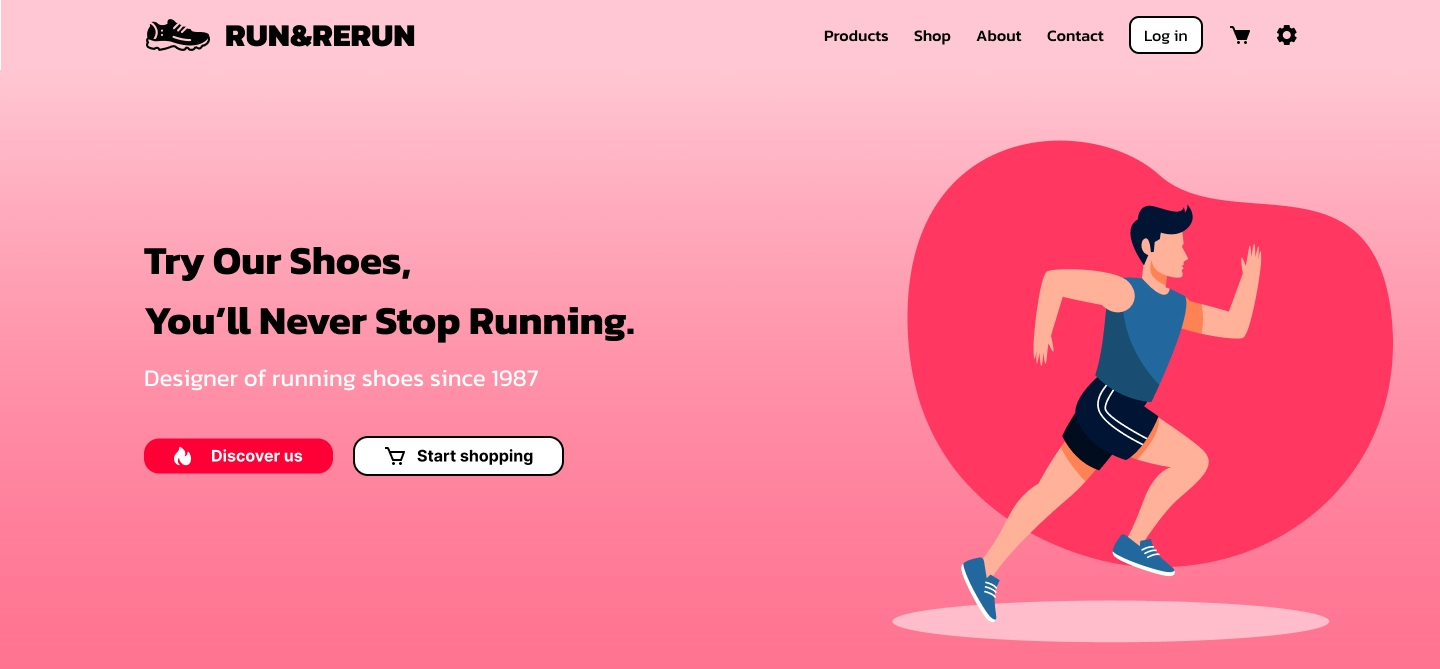 RUN&RERUN
Products Shop About Contact Log in
Try Our Shoes,
You’ll Never Stop Running.
Designer of running shoes since 1987
Discover us
Start shopping